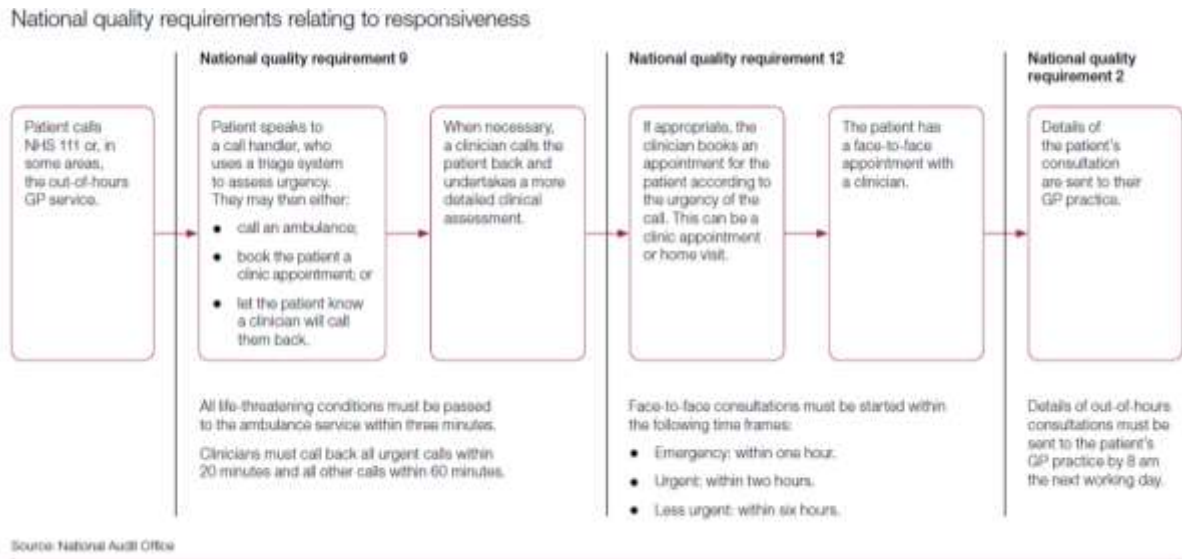 National quality requirements relating to responsiveness
National quality requirement 9
National quality requirement 12
National quality
requirement 2
Patient calls
NHS 111 or, in
some areas,
the out-of-hours
GP service.
Patient speaks to
a call handler, who
uses a triage system
to assess urgency.
They may then either:
● call an ambulance;
● book the patient a
clinic appointment; or
● let the patient know
a clinician will call
them back.
When necessary,
a clinician calls the
patient back and
undertakes a more
detailed clinical
assessment.
If appropriate, the
clinician books an
appointment for the
patient according to
the urgency of the
call. This can be a
clinic appointment
or home visit.
The patient has
a face-to-face
appointment with
a clinician.
Details of
the patient's
consultation
are sent to their
GP practice.
All life-threatening conditions must be passed
to the ambulance service within three minutes.
Clinicians must call back all urgent calls within
20 minutes and all other calls within 60 minutes.
Face-to-face consultations must be started within
the following time frames:
● Emergency: within one hour.
● Urgent: within two hours.
● Less urgent: within six hours.
Details of out-of-hours
consultations must be
sent to the patient's
GP practice by 8 am
the next working day.
Source: National Audit Office